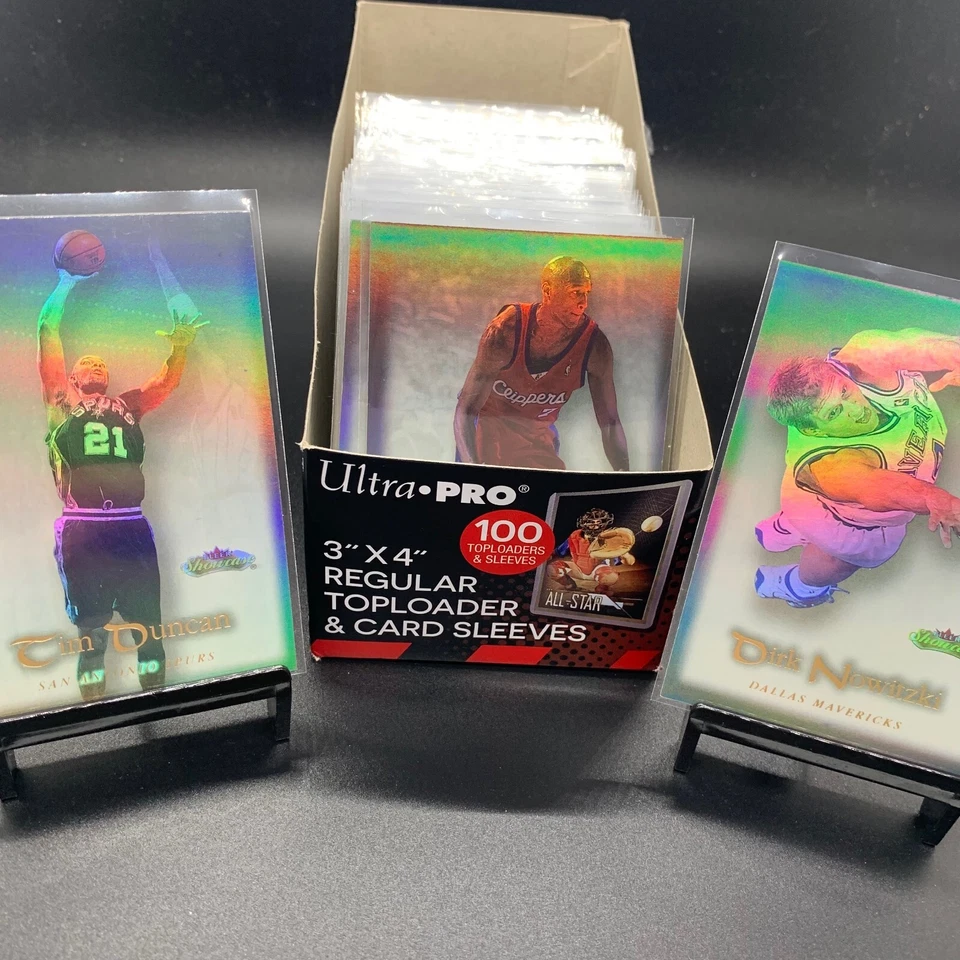 SPURS
21
Showcase
Tim Duncan
SAN ANTONIO SPURS
Clippers
7
Ultra•PRO®
100
TOPLOADERS
& SLEEVES
3" X 4"
REGULAR
TOPLOADER
& CARD SLEEVES
ALL-STAR
Dirk Nowitzki
DALLAS MAVERICKS